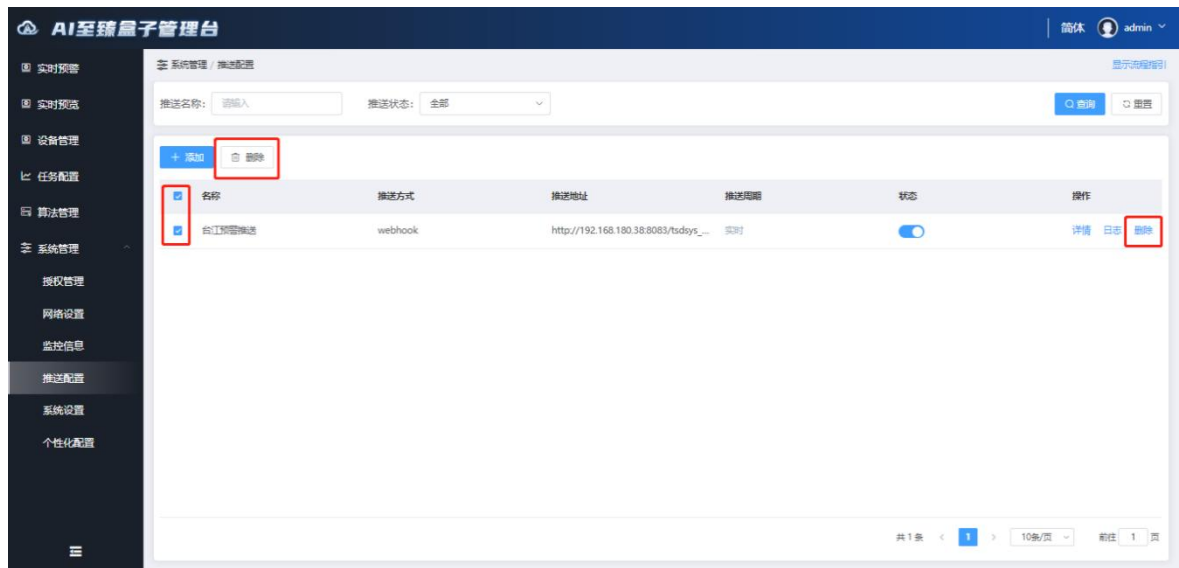 AI至臻盒子管理台
简体 admin
实时预警
系统管理 / 推送配置 显示流程指引
实时预览
推送名称: 请输入 推送状态: 全部 查询 重置
设备管理
+ 添加 删除
任务配置
名称 推送方式 推送地址 推送周期 状态 操作
算法管理
台江预警推送 webhook http://192.168.180.38:8083/tsdsys_... 实时 详情 日志 删除
系统管理
授权管理
网络设置
监控信息
推送配置
系统设置
个性化配置
共 1 条 < 1 > 10条/页 前往 1 页